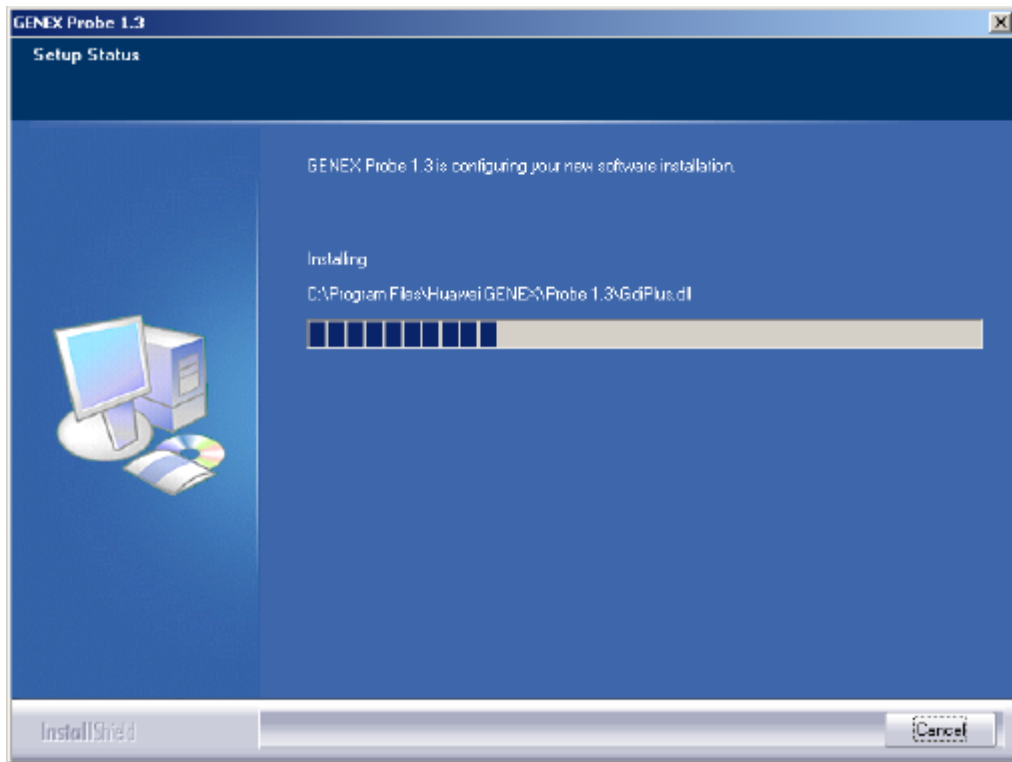 GENEX Probe 1.3
Setup Status
GENEX Probe 1.3 is configuring your new software installation.
Installing
C:\Program Files\Huawei GENEX\Probe 1.3\GdiPlus.dll
InstallShield
Cancel